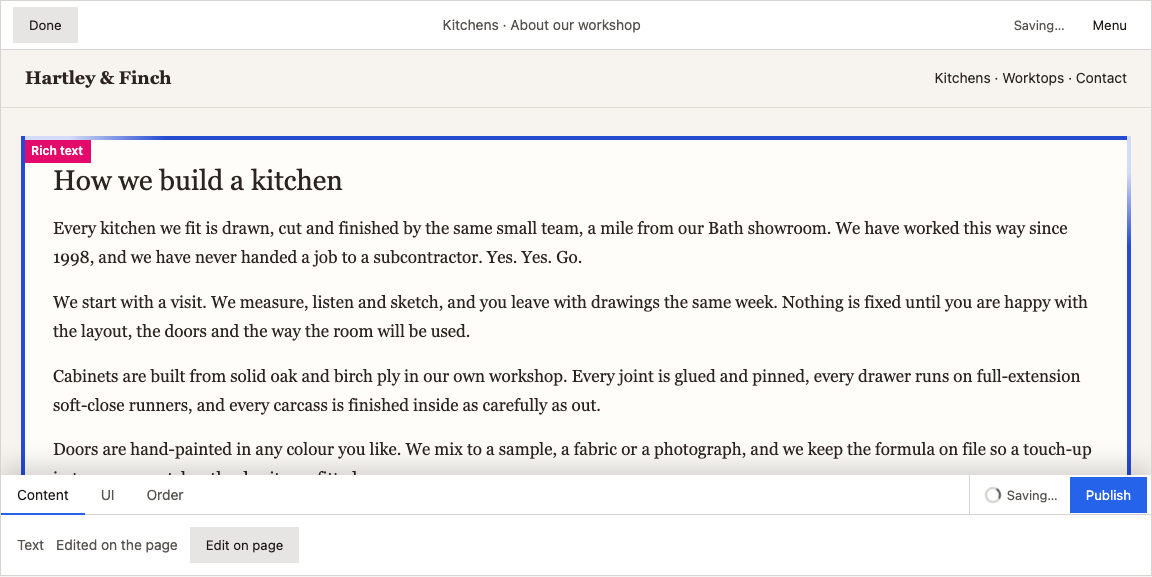 Done
Kitchens · About our workshop
Saving...
Menu
Hartley & Finch
Kitchens · Worktops · Contact
Rich text
How we build a kitchen
Every kitchen we fit is drawn, cut and finished by the same small team, a mile from our Bath showroom. We have worked this way since
1998, and we have never handed a job to a subcontractor. Yes. Yes. Go.
We start with a visit. We measure, listen and sketch, and you leave with drawings the same week. Nothing is fixed until you are happy with
the layout, the doors and the way the room will be used.
Cabinets are built from solid oak and birch ply in our own workshop. Every joint is glued and pinned, every drawer runs on full-extension
soft-close runners, and every carcass is finished inside as carefully as out.
Doors are hand-painted in any colour you like. We mix to a sample, a fabric or a photograph, and we keep the formula on file so a touch-up
Content
UI
Order
Saving...
Publish
Text
Edited on the page
Edit on page